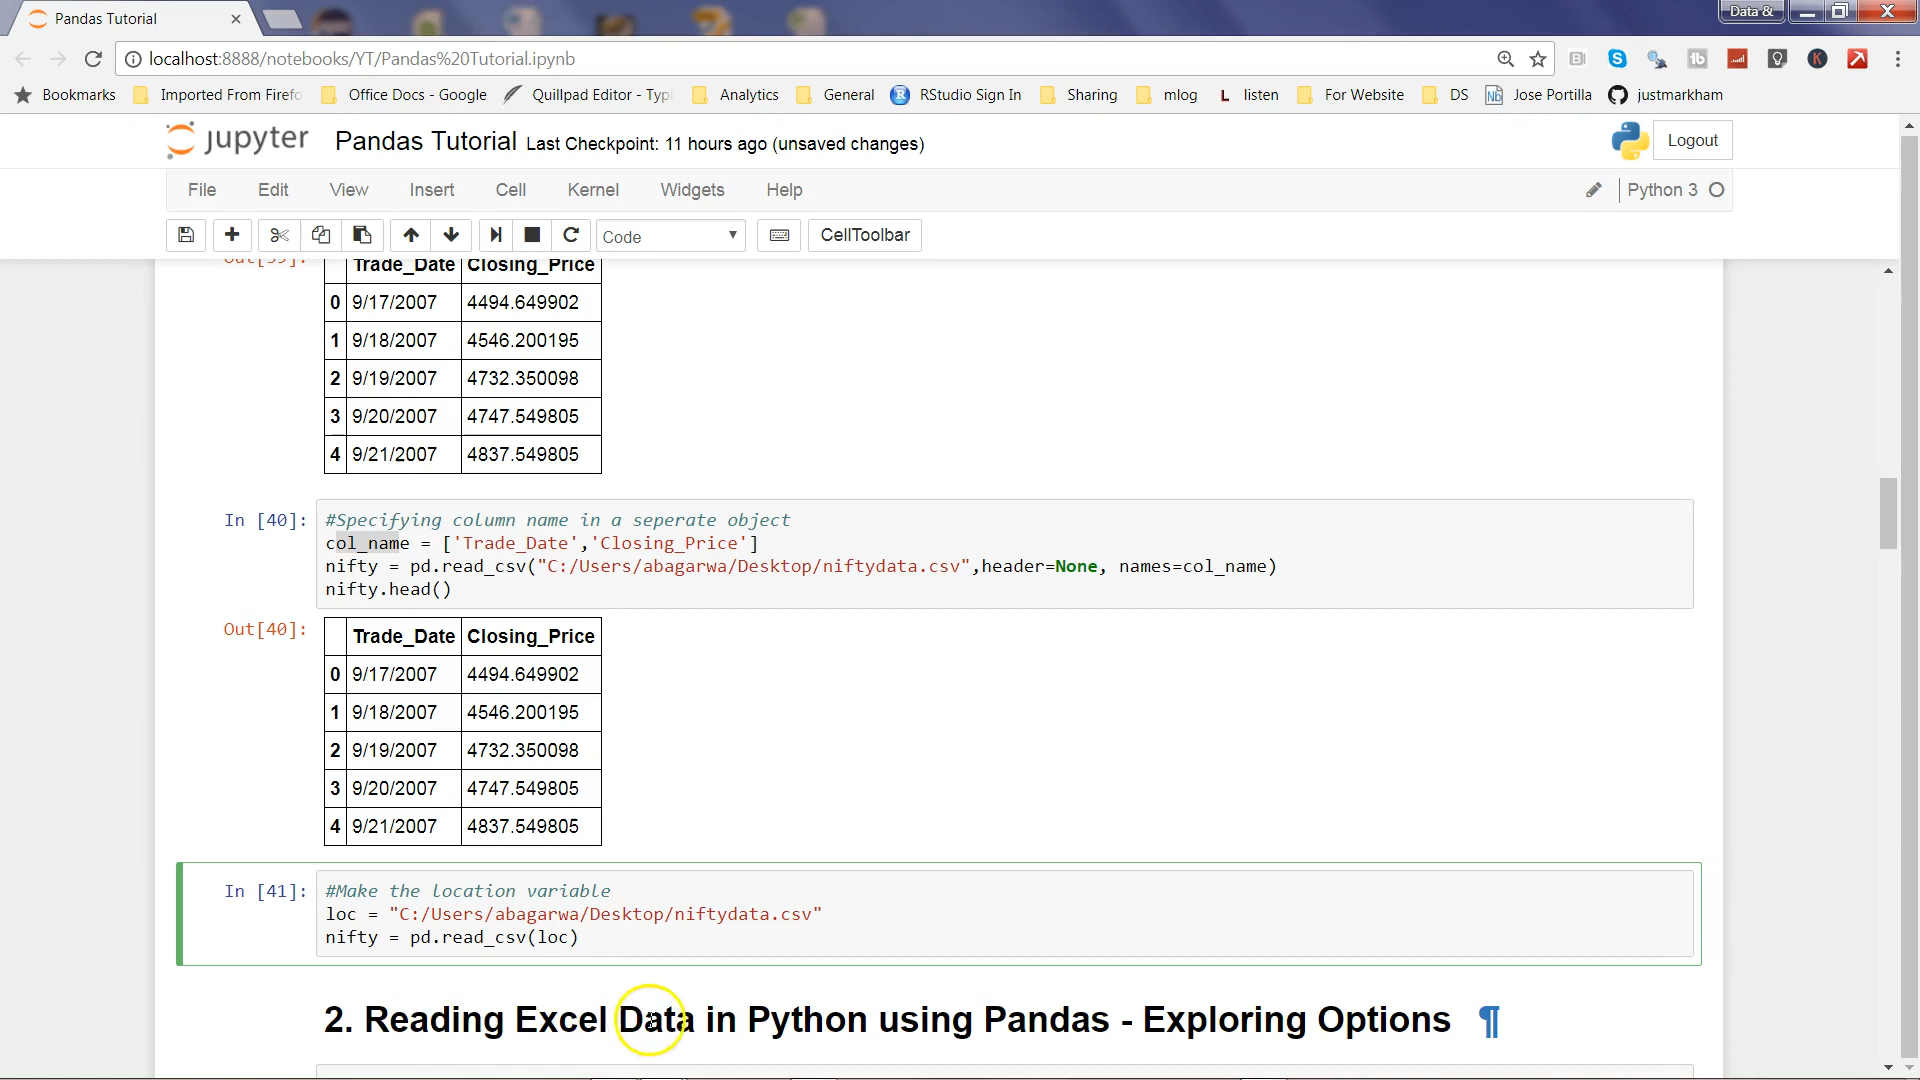 Pandas Tutorial
Data &
localhost:8888/notebooks/YT/Pandas%20Tutorial.ipynb
Bookmarks Imported From Firefo Office Docs - Google Quillpad Editor - Typi Analytics General RStudio Sign In Sharing mlog L listen For Website DS Nb Jose Portilla justmarkham
jupyter Pandas Tutorial Last Checkpoint: 11 hours ago (unsaved changes) Logout
File Edit View Insert Cell Kernel Widgets Help Python 3
Code CellToolbar
Out[39]: Trade_Date Closing_Price
0 9/17/2007 4494.649902
1 9/18/2007 4546.200195
2 9/19/2007 4732.350098
3 9/20/2007 4747.549805
4 9/21/2007 4837.549805
In [40]: #Specifying column name in a seperate object
col_name = ['Trade_Date','Closing_Price']
nifty = pd.read_csv("C:/Users/abagarwa/Desktop/niftydata.csv",header=None, names=col_name)
nifty.head()
Out[40]: Trade_Date Closing_Price
0 9/17/2007 4494.649902
1 9/18/2007 4546.200195
2 9/19/2007 4732.350098
3 9/20/2007 4747.549805
4 9/21/2007 4837.549805
In [41]: #Make the location variable
loc = "C:/Users/abagarwa/Desktop/niftydata.csv"
nifty = pd.read_csv(loc)
2. Reading Excel Data in Python using Pandas - Exploring Options ¶